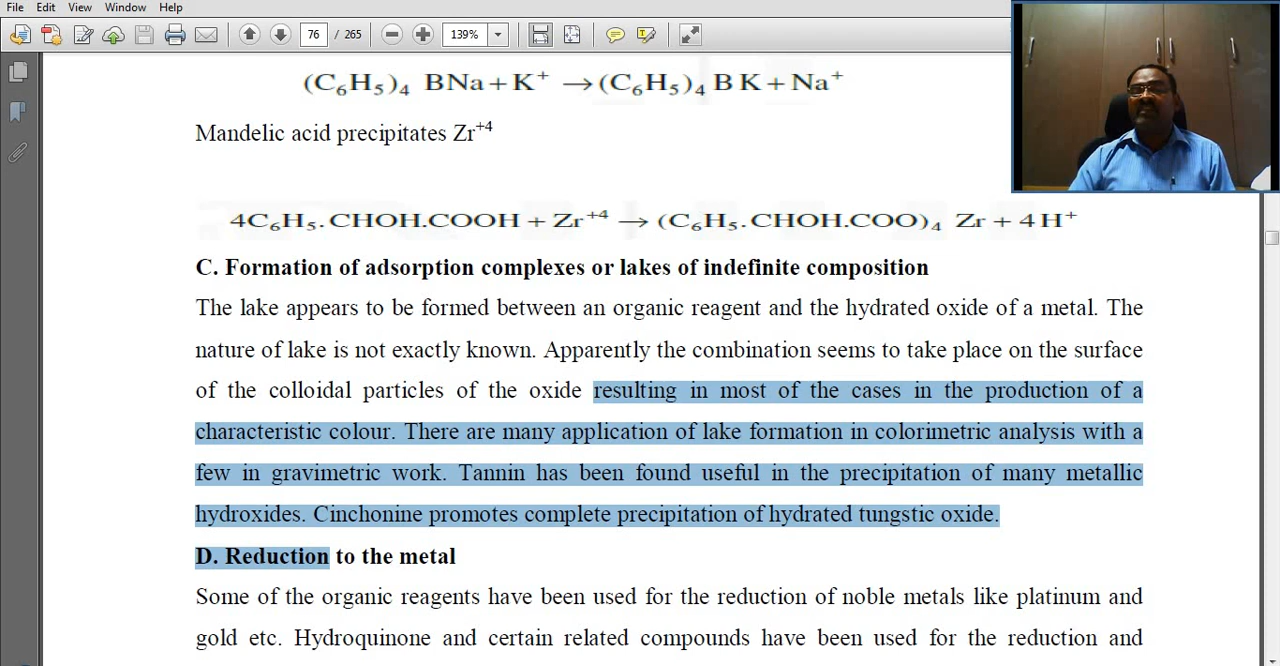 File Edit View Window Help
76 / 265 139%
(C₆H₅)₄ BNa + K⁺ → (C₆H₅)₄ B K + Na⁺
Mandelic acid precipitates Zr⁺⁴
4C₆H₅. CHOH.COOH + Zr⁺⁴ → (C₆H₅. CHOH.COO)₄ Zr + 4 H⁺
C. Formation of adsorption complexes or lakes of indefinite composition
The lake appears to be formed between an organic reagent and the hydrated oxide of a metal. The
nature of lake is not exactly known. Apparently the combination seems to take place on the surface
of the colloidal particles of the oxide resulting in most of the cases in the production of a
characteristic colour. There are many application of lake formation in colorimetric analysis with a
few in gravimetric work. Tannin has been found useful in the precipitation of many metallic
hydroxides. Cinchonine promotes complete precipitation of hydrated tungstic oxide.
D. Reduction to the metal
Some of the organic reagents have been used for the reduction of noble metals like platinum and
gold etc. Hydroquinone and certain related compounds have been used for the reduction and